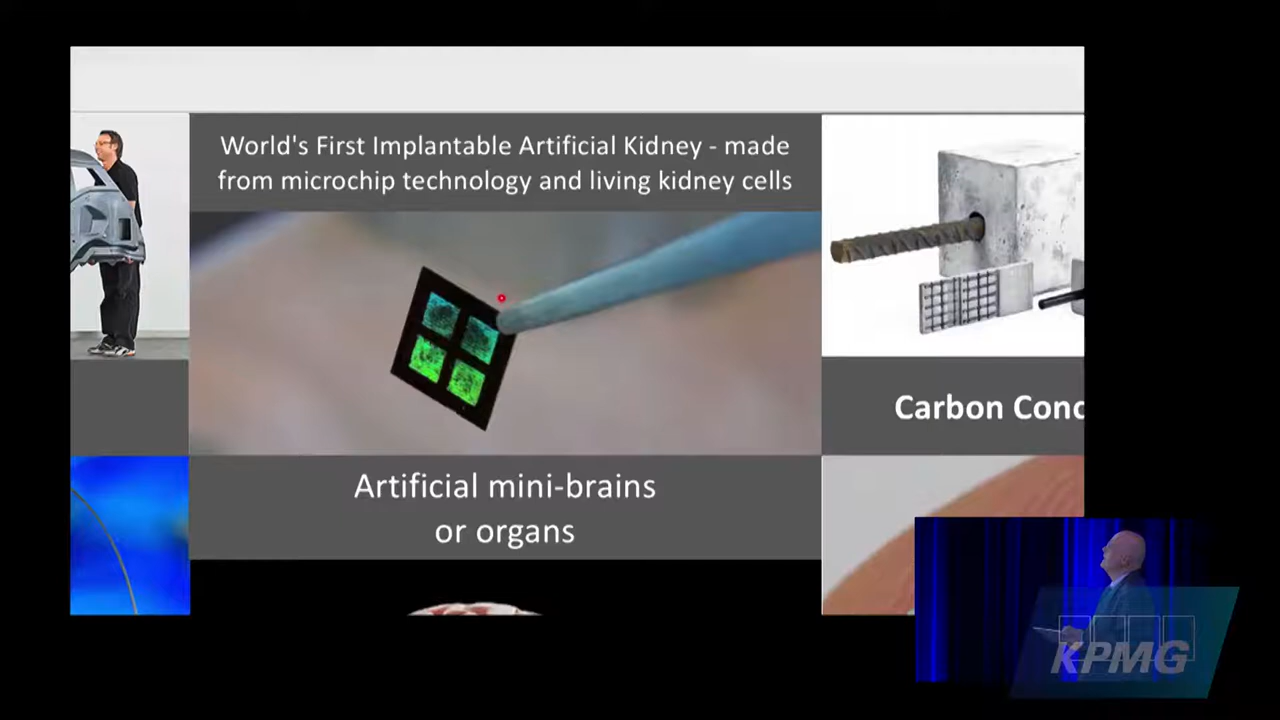 World's First Implantable Artificial Kidney - made
from microchip technology and living kidney cells
Carbon Conc
Artificial mini-brains
or organs
KPMG